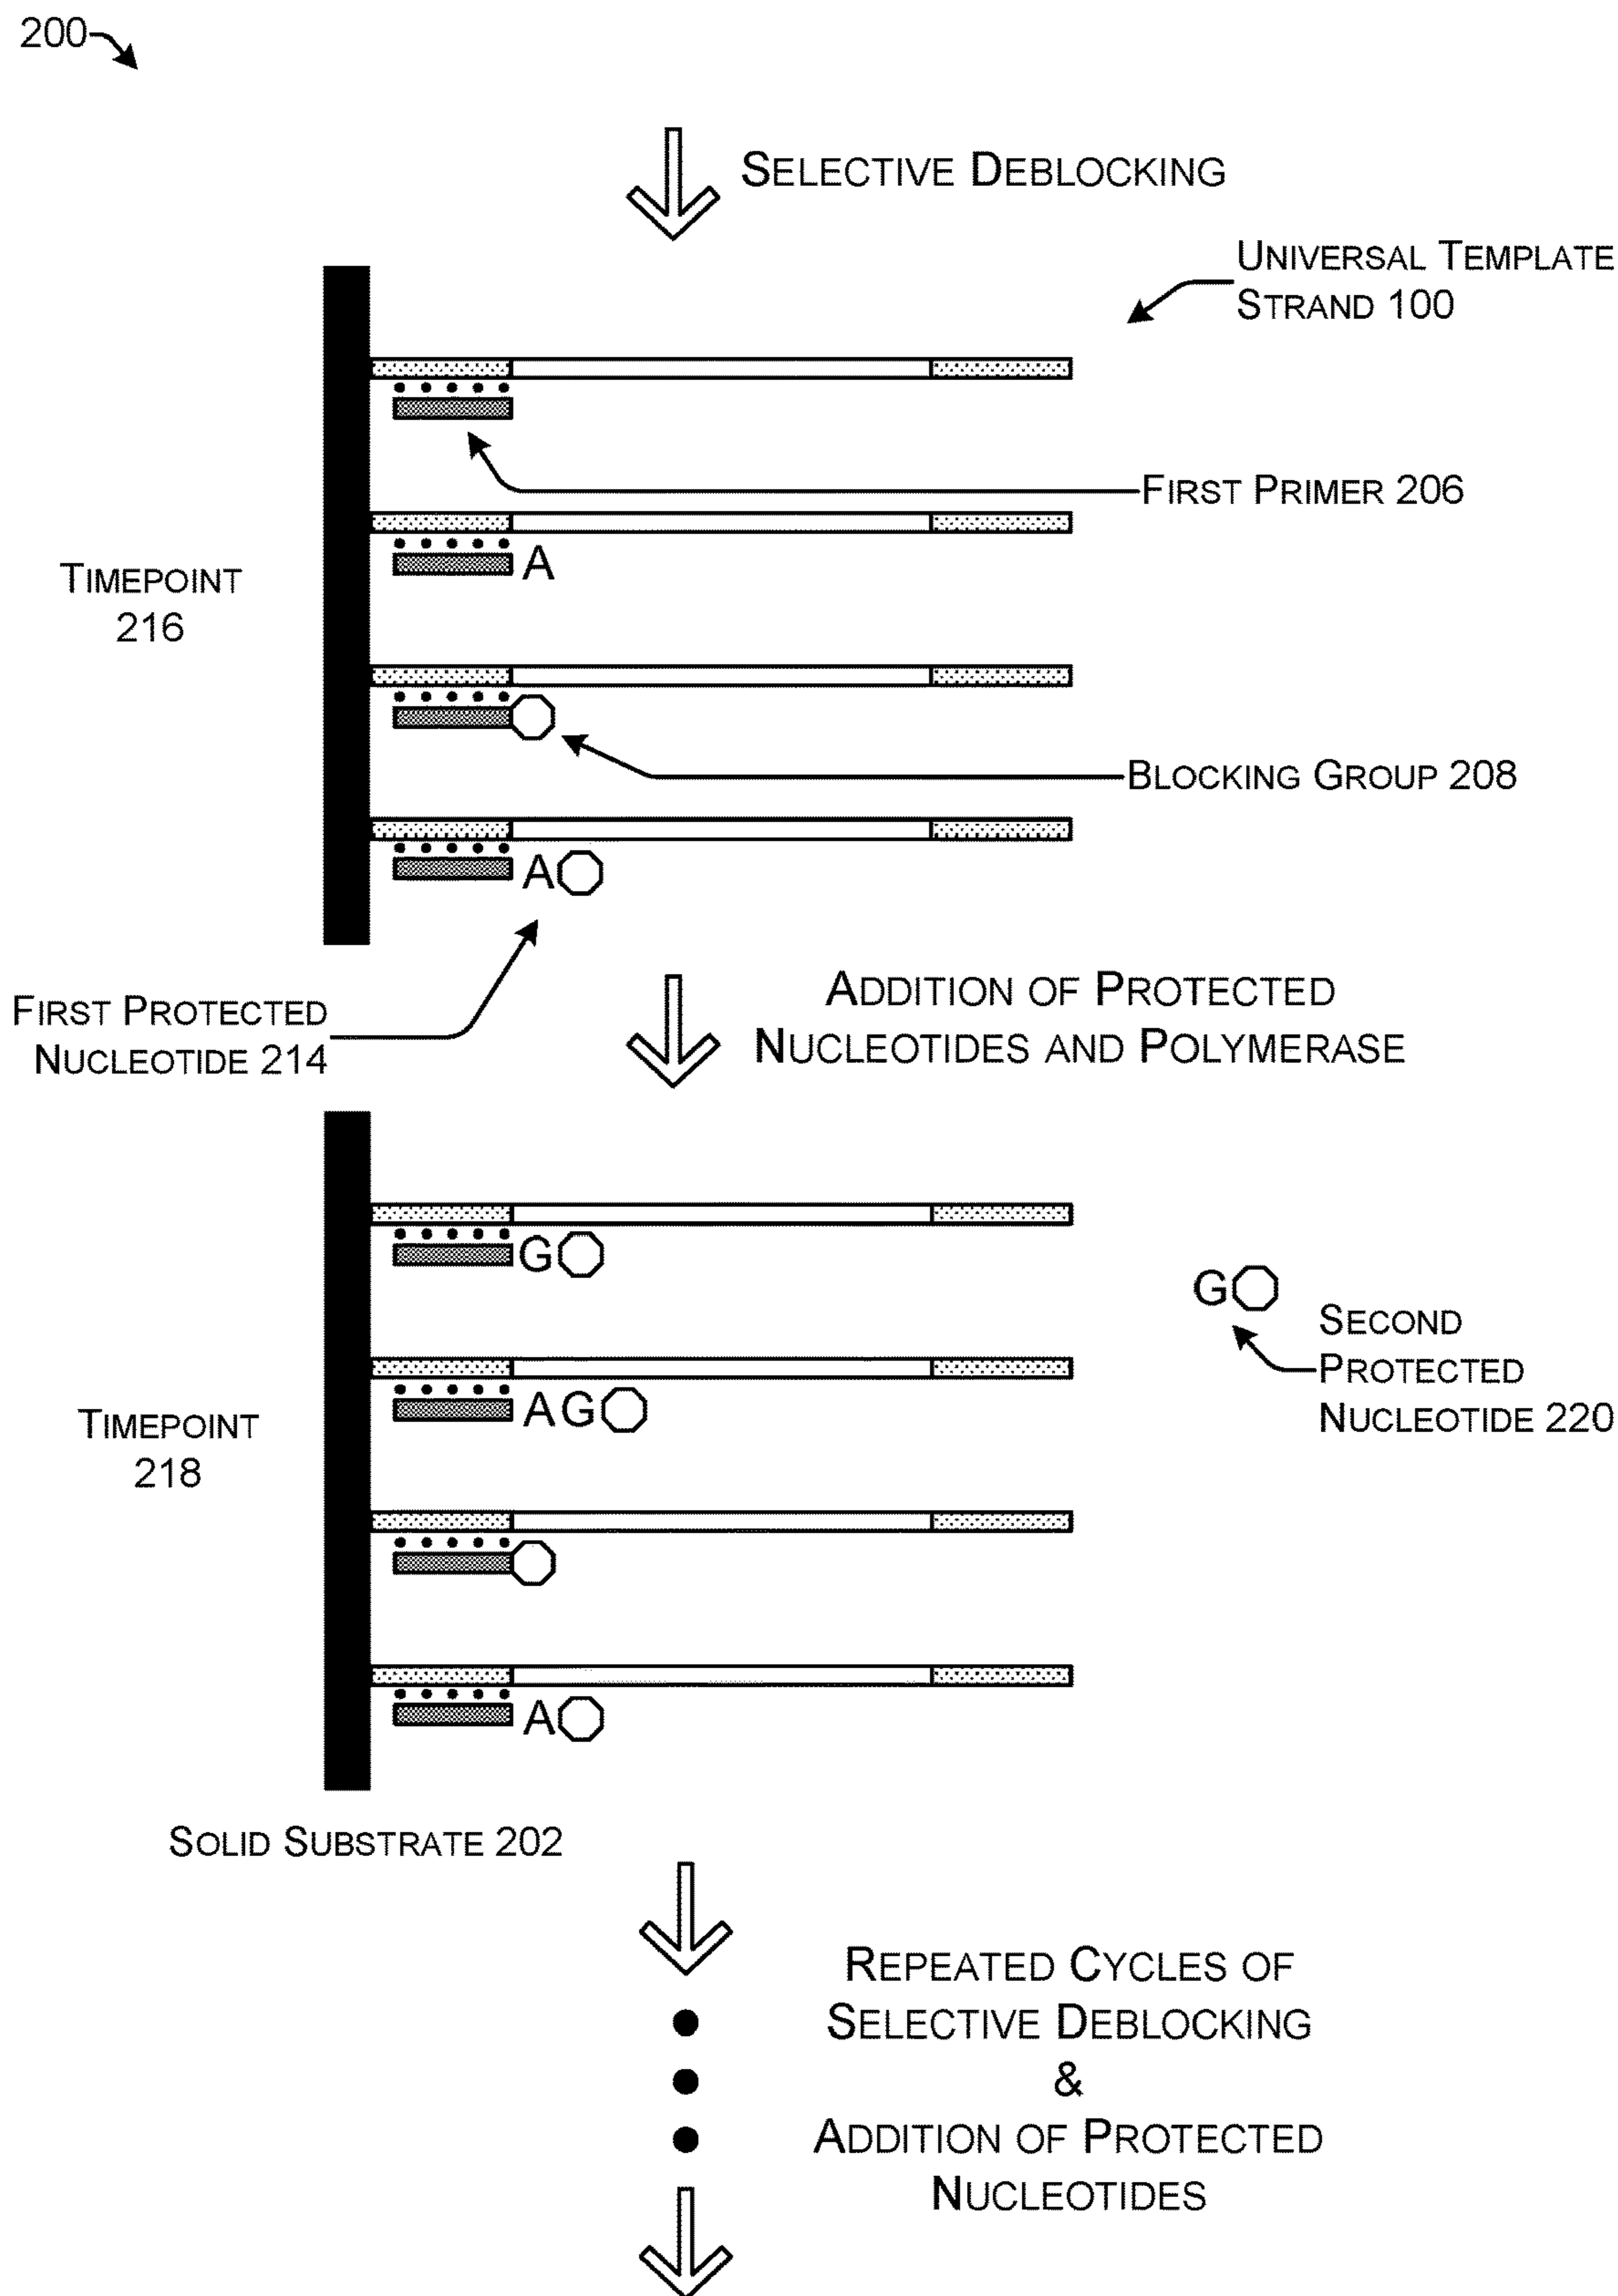 200
SELECTIVE DEBLOCKING
UNIVERSAL TEMPLATE
STRAND 100
FIRST PRIMER 206
A
TIMEPOINT
216
BLOCKING GROUP 208
A
FIRST PROTECTED
NUCLEOTIDE 214
ADDITION OF PROTECTED
NUCLEOTIDES AND POLYMERASE
G
G
SECOND
PROTECTED
NUCLEOTIDE 220
AG
TIMEPOINT
218
A
SOLID SUBSTRATE 202
REPEATED CYCLES OF
SELECTIVE DEBLOCKING
&
ADDITION OF PROTECTED
NUCLEOTIDES